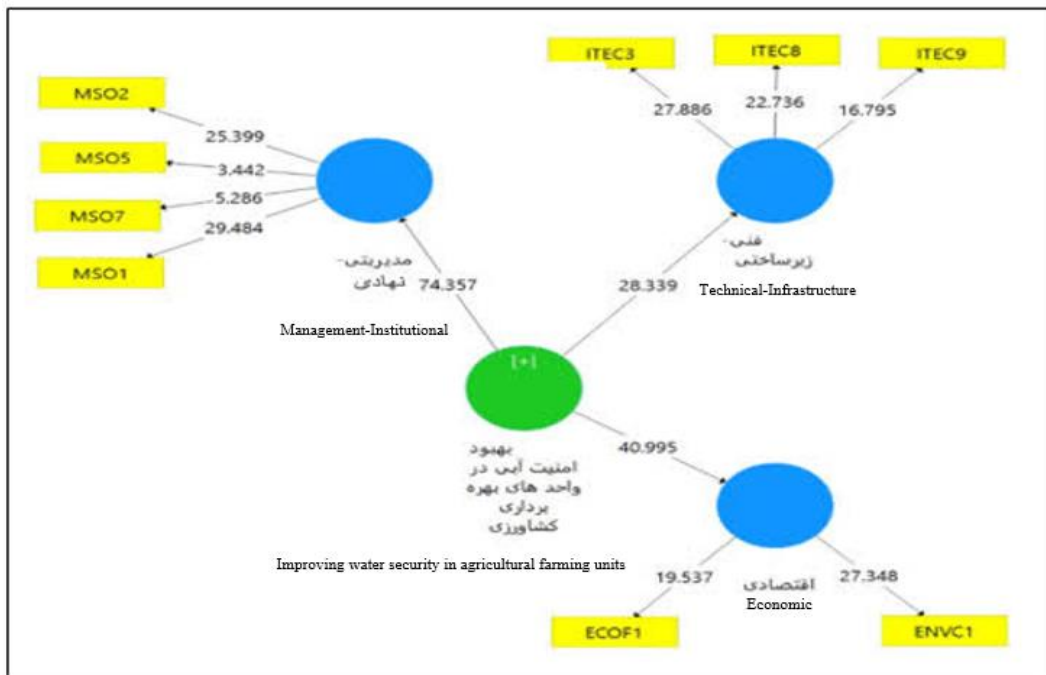 ITEC3
ITEC8
ITEC9
MSO2
MSO5
MSO7
MSO1
27.886
22.736
16.795
25.399
3.442
5.286
29.484
مدیریتی-
نهادی
74.357
Management-Institutional
فنی-
زیرساختی
28.339
Technical-Infrastructure
[+]
بهبود
امنیت آبی در
واحد های بهره
برداری
کشاورزی
40.995
Improving water security in agricultural farming units
19.537
اقتصادی
27.348
Economic
ECOF1
ENVC1